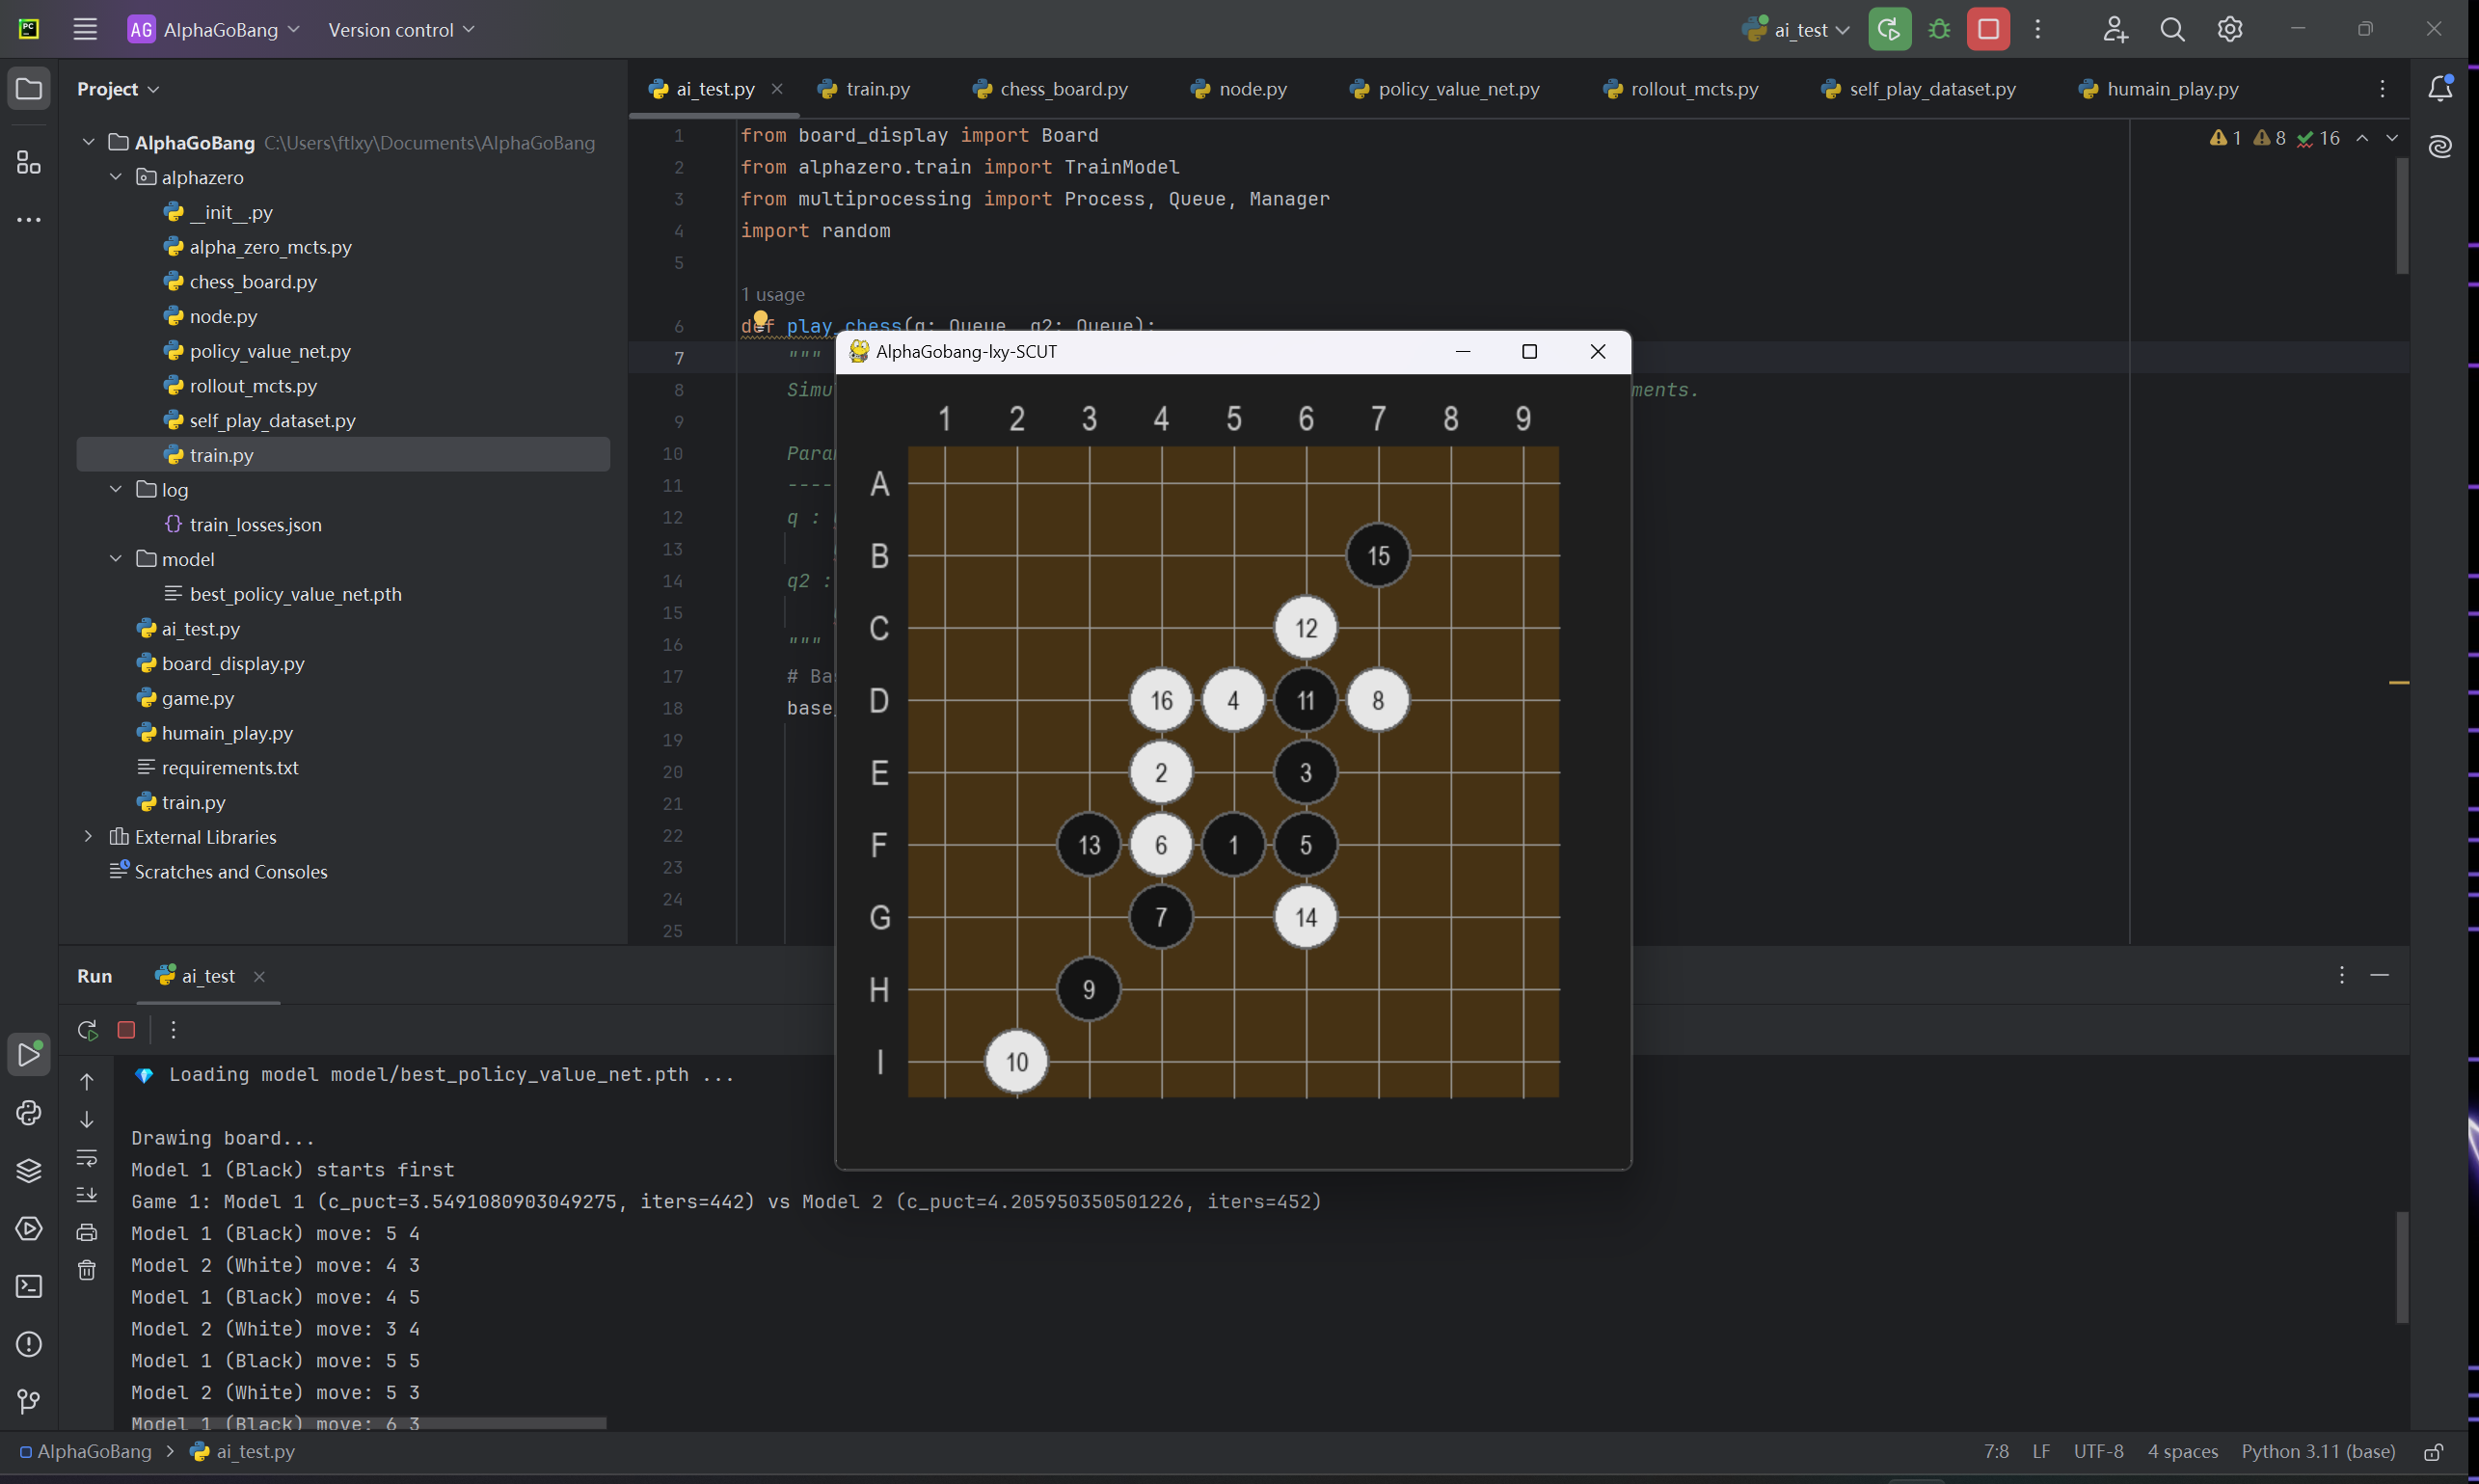 PC
AG AlphaGoBang Version control ai_test
Project
ai_test.py train.py chess_board.py node.py policy_value_net.py rollout_mcts.py self_play_dataset.py humain_play.py
AlphaGoBang C:\Users\ftlxy\Documents\AlphaGoBang
alphazero
__init__.py
alpha_zero_mcts.py
chess_board.py
node.py
policy_value_net.py
rollout_mcts.py
self_play_dataset.py
train.py
log
train_losses.json
model
best_policy_value_net.pth
ai_test.py
board_display.py
game.py
humain_play.py
requirements.txt
train.py
External Libraries
Scratches and Consoles
1 from board_display import Board
2 from alphazero.train import TrainModel
3 from multiprocessing import Process, Queue, Manager
4 import random
5
1 usage
6 def play_chess(q: Queue, q2: Queue):
7 """
8 Simu ments.
9
10 Para
11 ----
12 q :
13
14 q2 :
15
16 """
17 # Ba
18 base_
19
20
21
22
23
24
25
1 8 16
AlphaGobang-lxy-SCUT
1 2 3 4 5 6 7 8 9
A
B 15
C 12
D 16 4 11 8
E 2 3
F 13 6 1 5
G 7 14
H 9
I 10
Run ai_test
Loading model model/best_policy_value_net.pth ...
Drawing board...
Model 1 (Black) starts first
Game 1: Model 1 (c_puct=3.5491080903049275, iters=442) vs Model 2 (c_puct=4.205950350501226, iters=452)
Model 1 (Black) move: 5 4
Model 2 (White) move: 4 3
Model 1 (Black) move: 4 5
Model 2 (White) move: 3 4
Model 1 (Black) move: 5 5
Model 2 (White) move: 5 3
Model 1 (Black) move: 6 3
AlphaGoBang > ai_test.py
7:8 LF UTF-8 4 spaces Python 3.11 (base)